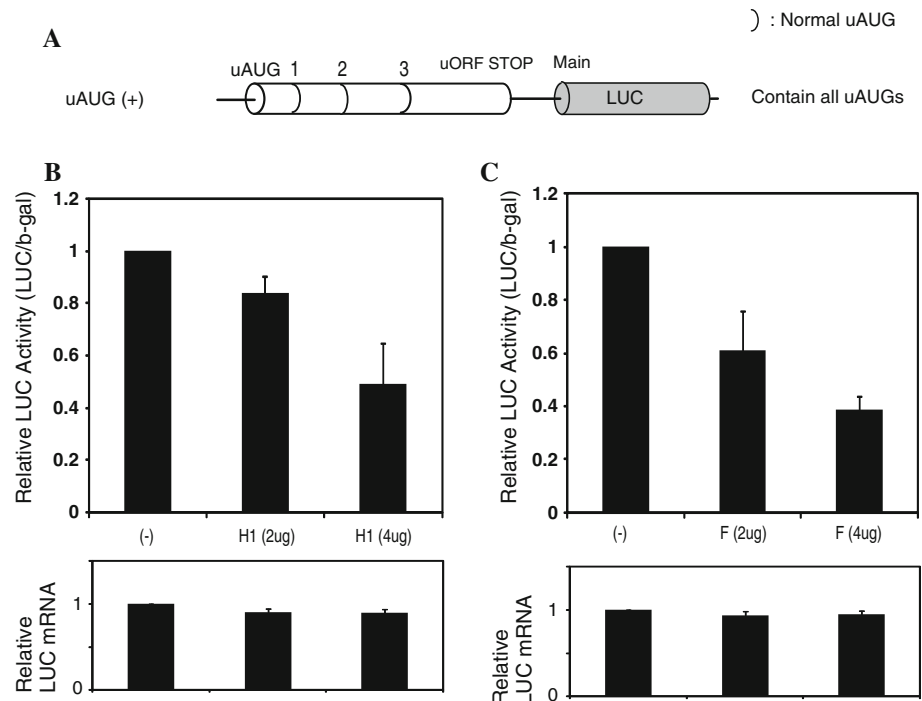 ) : Normal uAUG
A
uAUG 1 2 3 uORF STOP Main
uAUG (+) LUC Contain all uAUGs
B
Relative LUC Activity (LUC/b-gal)
1.2
1
0.8
0.6
0.4
0.2
0
(-) H1 (2ug) H1 (4ug)
Relative LUC mRNA
1
0
C
Relative LUC Activity (LUC/b-gal)
1.2
1
0.8
0.6
0.4
0.2
0
(-) F (2ug) F (4ug)
Relative LUC mRNA
1
0